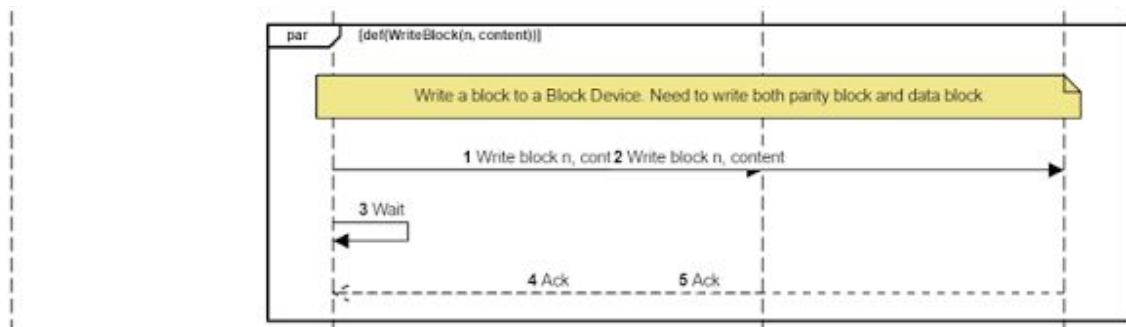 par [def(WriteBlock(n, content))]
Write a block to a Block Device. Need to write both parity block and data block
1 Write block n, cont 2 Write block n, content
3 Wait
4 Ack 5 Ack